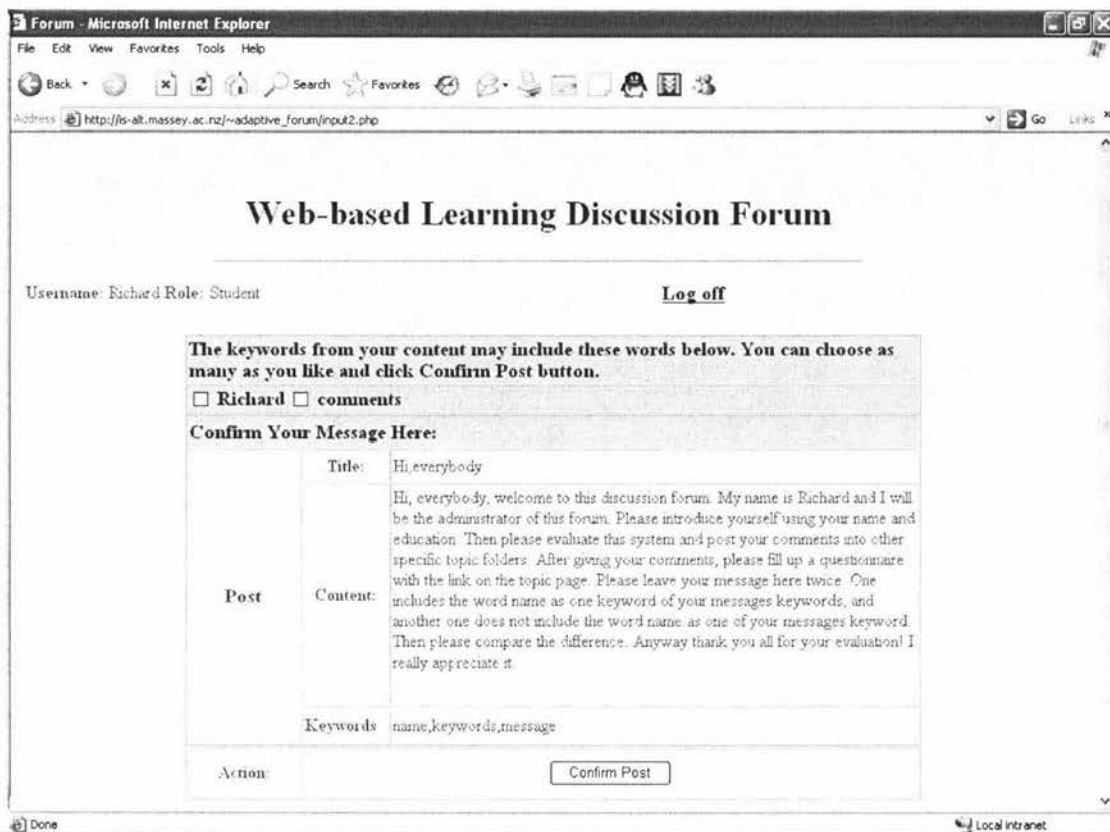 Forum - Microsoft Internet Explorer
File Edit View Favorites Tools Help
Back Search Favorites
Address http://is-alt.massey.ac.nz/~adaptive_forum/input2.php Go Links »
Web-based Learning Discussion Forum
Username: Richard Role: Student Log off
The keywords from your content may include these words below. You can choose as
many as you like and click Confirm Post button.
Richard comments
Confirm Your Message Here:
Title: Hi,everybody
Hi, everybody, welcome to this discussion forum. My name is Richard and I will
be the administrator of this forum. Please introduce yourself using your name and
education. Then please evaluate this system and post your comments into other
specific topic folders. After giving your comments, please fill up a questionnaire
with the link on the topic page. Please leave your message here twice. One
Post Content: includes the word name as one keyword of your messages keywords, and
another one does not include the word name as one of your messages keyword.
Then please compare the difference. Anyway thank you all for your evaluation! I
really appreciate it.
Keywords name,keywords,message
Action: Confirm Post
Done Local intranet